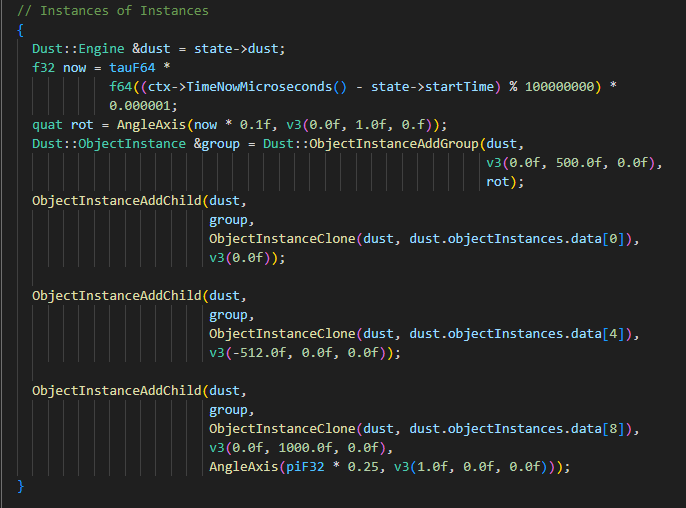 // Instances of Instances
{
  Dust::Engine &dust = state->dust;
  f32 now = tauF64 *
            f64((ctx->TimeNowMicroseconds() - state->startTime) % 100000000) *
            0.000001;
  quat rot = AngleAxis(now * 0.1f, v3(0.0f, 1.0f, 0.f));
  Dust::ObjectInstance &group = Dust::ObjectInstanceAddGroup(dust,
                                                             v3(0.0f, 500.0f, 0.0f),
                                                             rot);
  ObjectInstanceAddChild(dust,
                         group,
                         ObjectInstanceClone(dust, dust.objectInstances.data[0]),
                         v3(0.0f));

  ObjectInstanceAddChild(dust,
                         group,
                         ObjectInstanceClone(dust, dust.objectInstances.data[4]),
                         v3(-512.0f, 0.0f, 0.0f));

  ObjectInstanceAddChild(dust,
                         group,
                         ObjectInstanceClone(dust, dust.objectInstances.data[8]),
                         v3(0.0f, 1000.0f, 0.0f),
                         AngleAxis(piF32 * 0.25, v3(1.0f, 0.0f, 0.0f)));
}